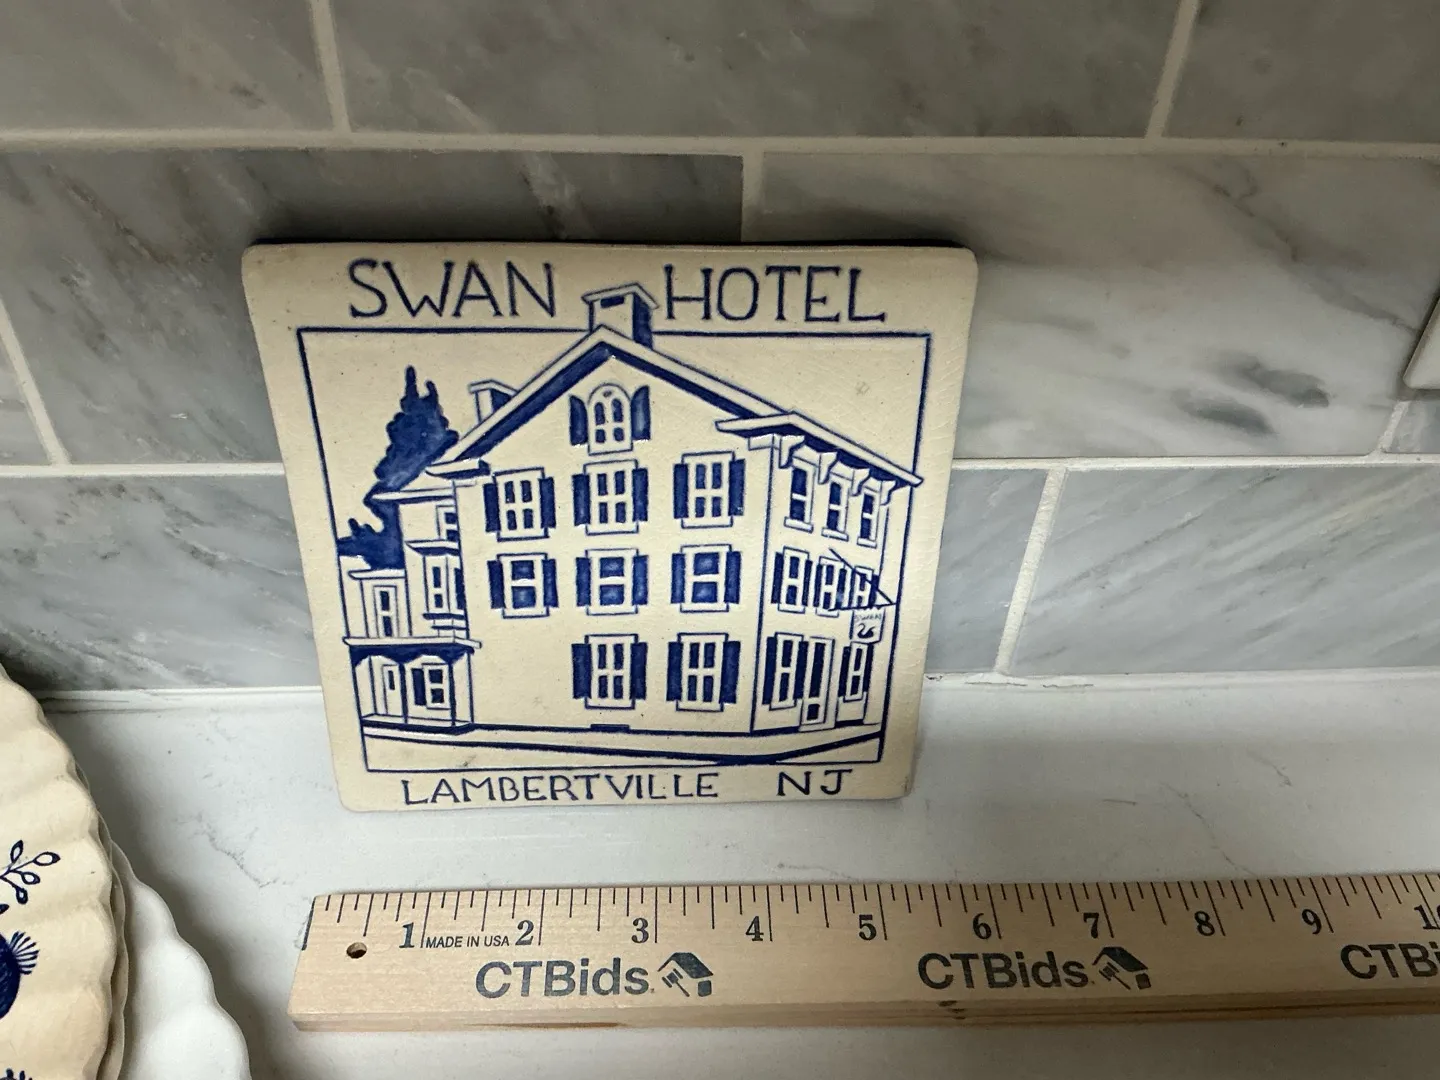 SWAN HOTEL
SWAN
LAMBERTVILLE NJ
1 MADE IN USA 2 3 4 5 6 7 8 9
CTBids. CTBids. CTBi